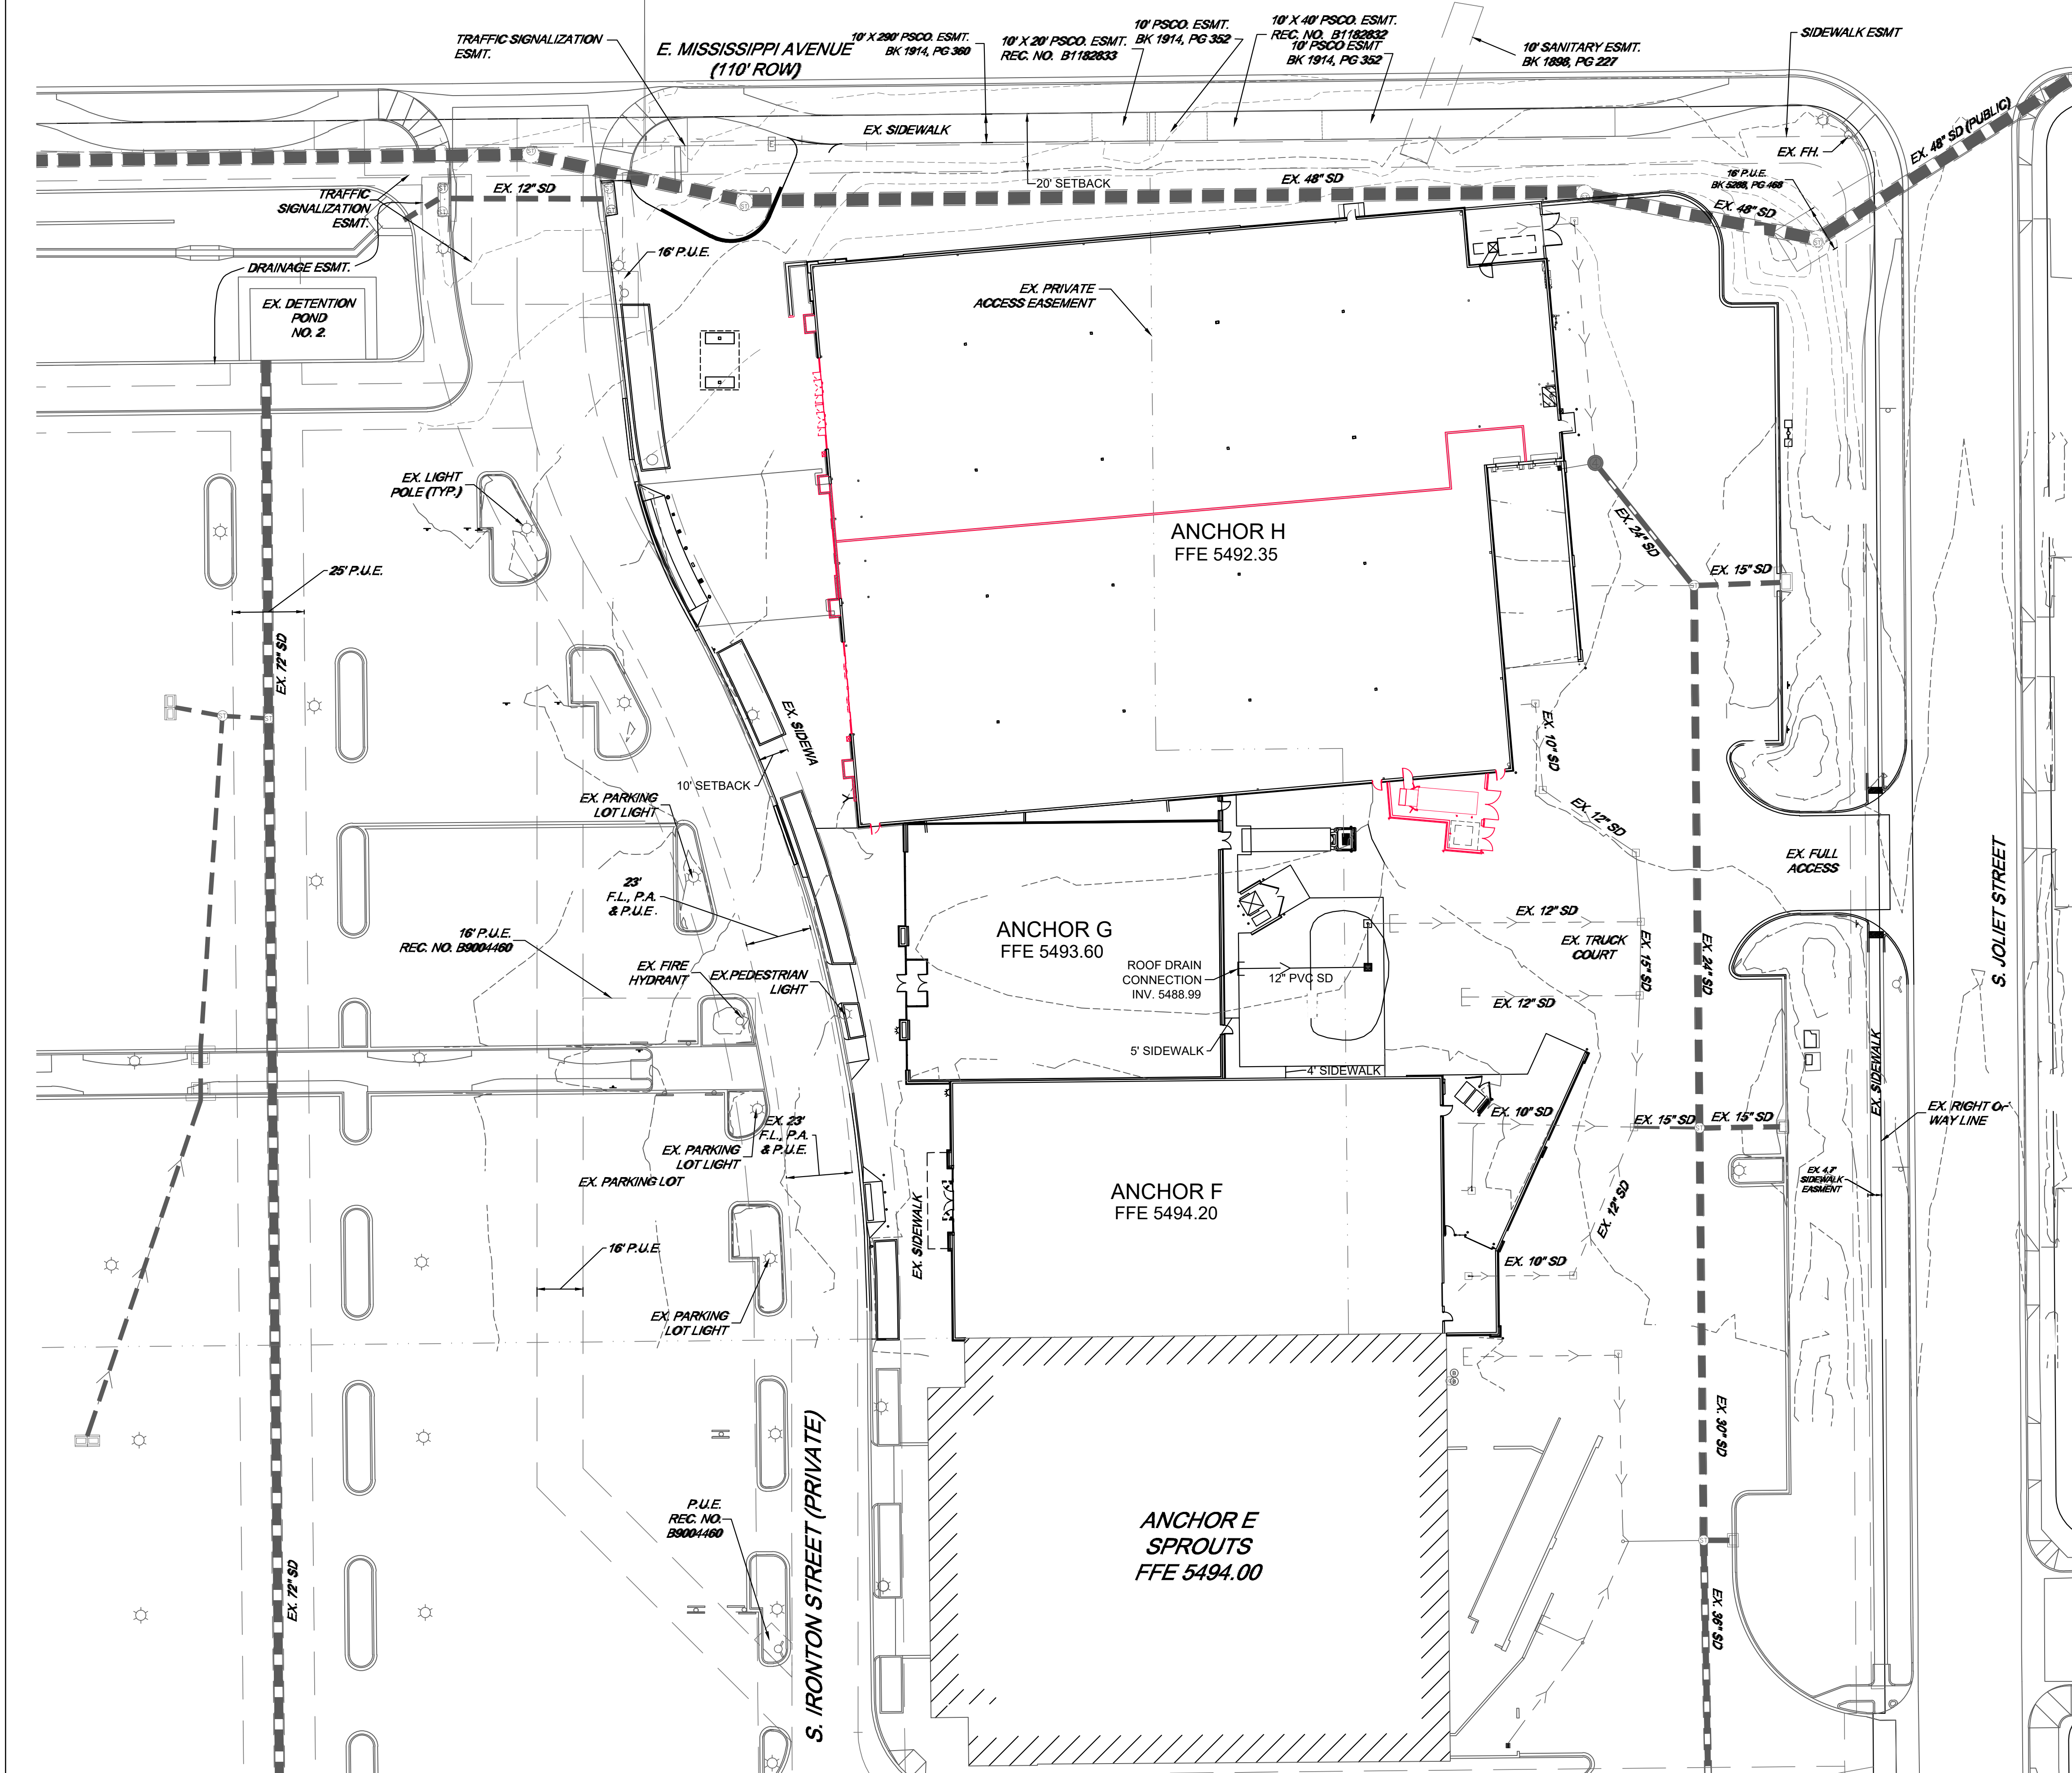 TRAFFIC SIGNALIZATION
ESMT.
E. MISSISSIPPI AVENUE
(110' ROW)
10' X 290' PSCO. ESMT.
BK 1914, PG 360
10' X 20' PSCO. ESMT.
REC. NO. B1182833
10' PSCO. ESMT.
BK 1914, PG 352
10' X 40' PSCO. ESMT.
REC. NO. B1182832
10' PSCO ESMT
BK 1914, PG 352
10' SANITARY ESMT.
BK 1898, PG 227
SIDEWALK ESMT
EX. SIDEWALK
EX. 48" SD (PUBLIC)
EX. FH.
16' P.U.E.
BK 5288, PG 468
EX. 48" SD
EX. 48" SD
20' SETBACK
EX. 12" SD
TRAFFIC
SIGNALIZATION
ESMT.
DRAINAGE ESMT.
EX. DETENTION
POND
NO. 2.
16' P.U.E.
EX. PRIVATE
ACCESS EASEMENT
EX. LIGHT
POLE (TYP.)
25' P.U.E.
EX. 72" SD
ANCHOR H
FFE 5492.35
EX. 24" SD
EX. 15" SD
EX. SIDEWA
10' SETBACK
EX. 10" SD
EX. 12" SD
EX. PARKING
LOT LIGHT
EX. FULL
ACCESS
S. JOLIET STREET
23'
F.L., P.A.
& P.U.E.
16' P.U.E.
REC. NO. B9004460
EX. FIRE
HYDRANT
EX.PEDESTRIAN
LIGHT
ANCHOR G
FFE 5493.60
ROOF DRAIN
CONNECTION
INV. 5488.99
12" PVC SD
EX. 12" SD
EX. TRUCK
COURT
EX. 15" SD
EX. 24" SD
EX. 12" SD
5' SIDEWALK
4' SIDEWALK
EX. SIDEWALK
EX. RIGHT OF
WAY LINE
EX. 10" SD
EX. 15" SD
EX. 15" SD
EX. 23'
F.L., P.A.
& P.U.E.
EX. PARKING
LOT LIGHT
EX. PARKING LOT
EX. 4.7'
SIDEWALK
EASMENT
EX. SIDEWALK
ANCHOR F
FFE 5494.20
EX. 12" SD
EX. 10" SD
16' P.U.E.
EX. PARKING
LOT LIGHT
EX. 30" SD
P.U.E.
REC. NO.
B9004460
S. IRONTON STREET (PRIVATE)
ANCHOR E
SPROUTS
FFE 5494.00
EX. 72" SD
EX. 36" SD